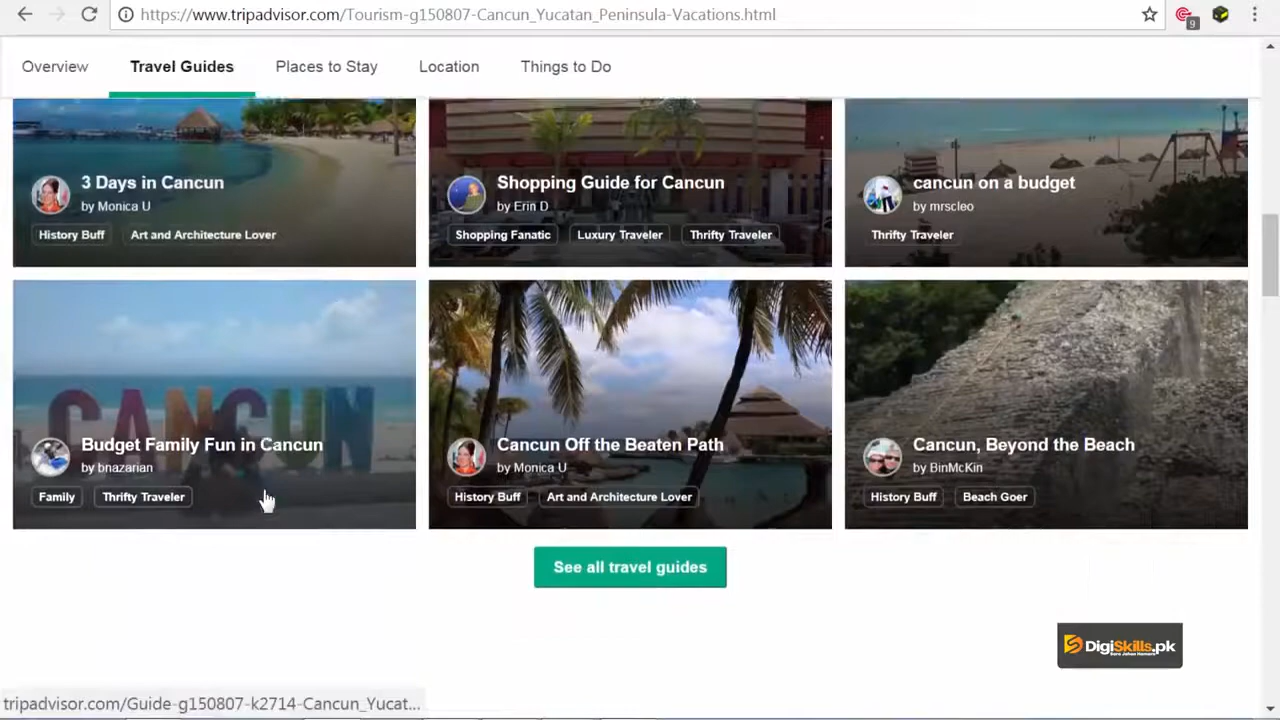 https://www.tripadvisor.com/Tourism-g150807-Cancun_Yucatan_Peninsula-Vacations.html
9
Overview
Travel Guides
Places to Stay
Location
Things to Do
3 Days in Cancun
by Monica U
History Buff
Art and Architecture Lover
Shopping Guide for Cancun
by Erin D
Shopping Fanatic
Luxury Traveler
Thrifty Traveler
cancun on a budget
by mrscleo
Thrifty Traveler
CANCUN
Budget Family Fun in Cancun
by bnazarian
Family
Thrifty Traveler
Cancun Off the Beaten Path
by Monica U
History Buff
Art and Architecture Lover
Cancun, Beyond the Beach
by BinMcKin
History Buff
Beach Goer
See all travel guides
DigiSkills.pk
tripadvisor.com/Guide-g150807-k2714-Cancun_Yucat...